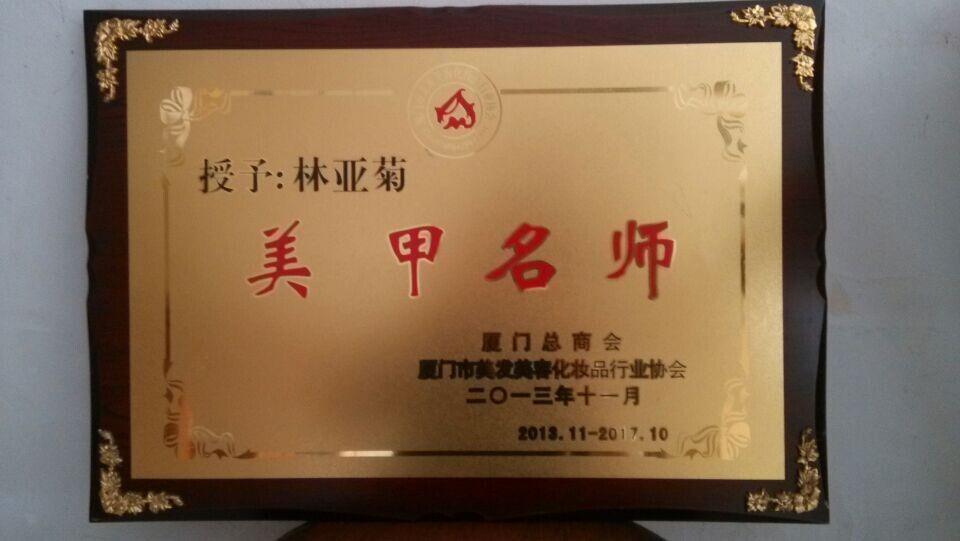 授予:林亚菊
美甲名师
厦门总商会
厦门市美发美容化妆品行业协会
二〇一三年十一月
2013.11-2017.10